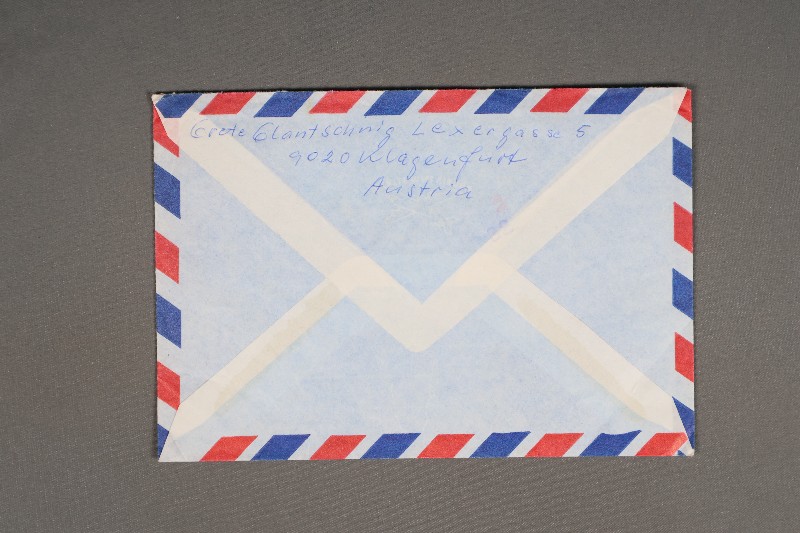 Grete Glantschnig Lexergasse 5
9020 Klagenfurt
Austria